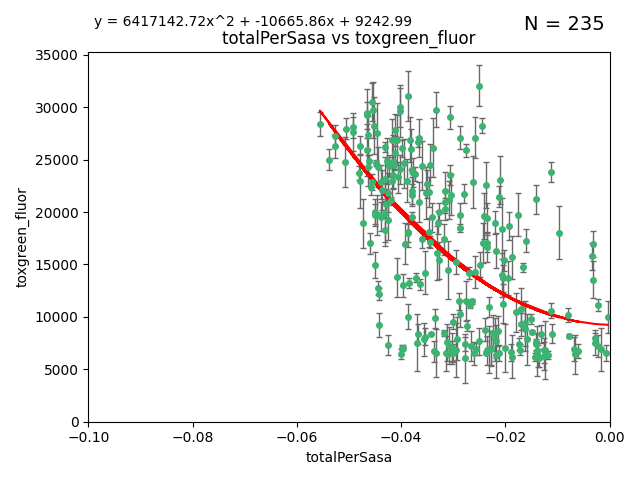 y = 6417142.72x^2 + -10665.86x + 9242.99
N = 235
totalPerSasa vs toxgreen_fluor
35000
30000
25000
20000
15000
10000
5000
0
toxgreen_fluor
−0.10
−0.08
−0.06
−0.04
−0.02
0.00
totalPerSasa